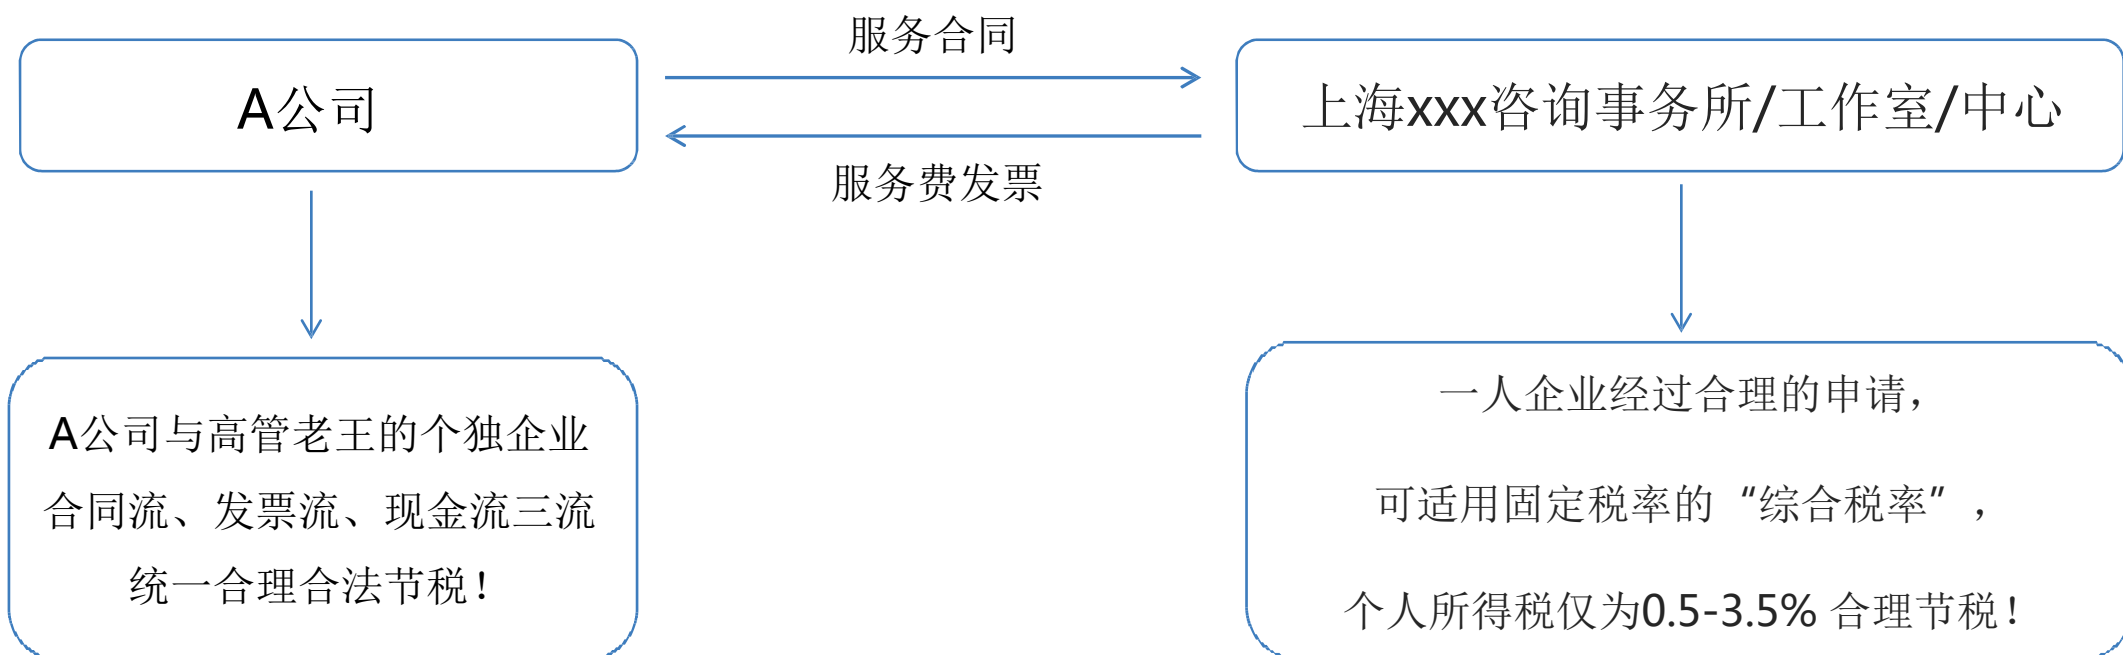 服务合同
A公司
上海xxx咨询事务所/工作室/中心
服务费发票
A公司与高管老王的个独企业
合同流、发票流、现金流三流
统一合理合法节税！
一人企业经过合理的申请，
可适用固定税率的“综合税率”，
个人所得税仅为0.5-3.5% 合理节税！